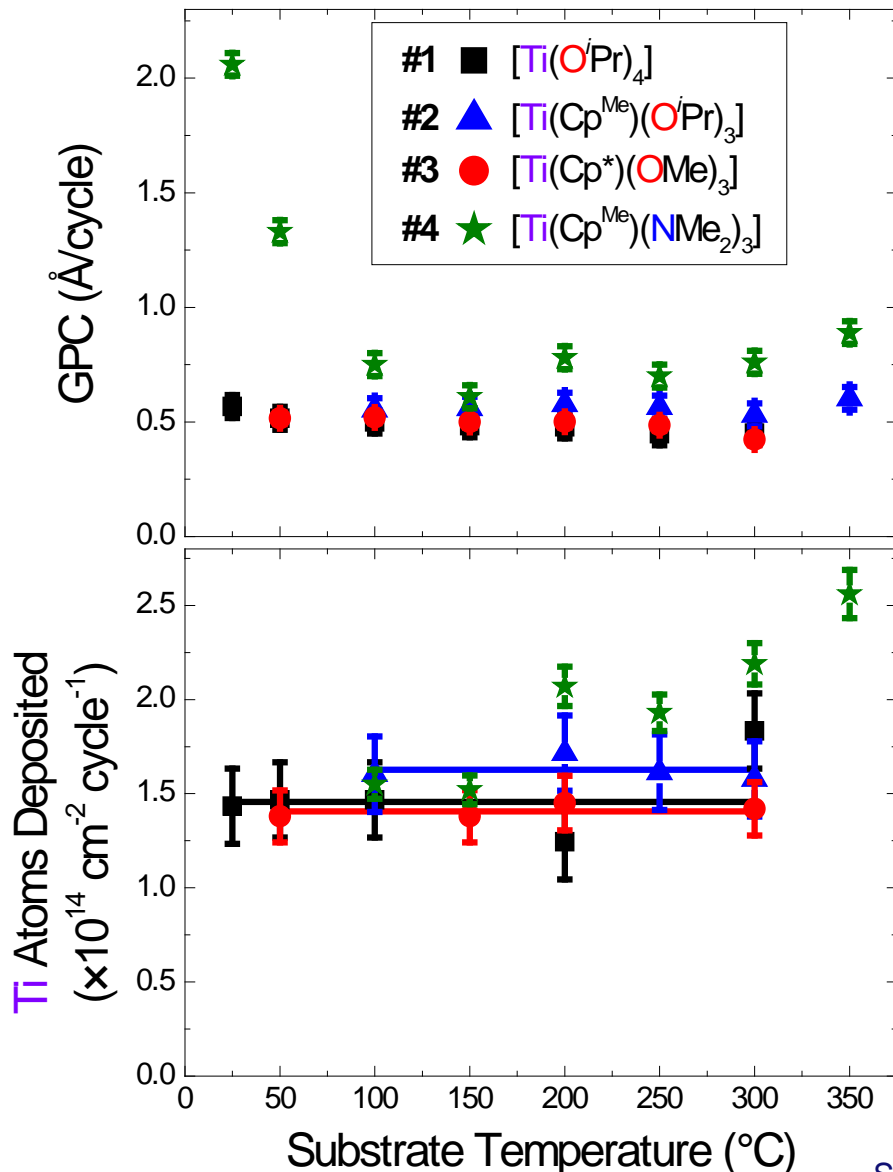 #1 [Ti(OⁱPr)₄]
#2 [Ti(Cpᴹᵉ)(OⁱPr)₃]
#3 [Ti(Cp*)(OMe)₃]
#4 [Ti(Cpᴹᵉ)(NMe₂)₃]
GPC (Å/cycle)
2.0
1.5
1.0
0.5
0.0
Ti Atoms Deposited
(×10¹⁴ cm⁻² cycle⁻¹)
2.5
2.0
1.5
1.0
0.5
0.0
0 50 100 150 200 250 300 350
Substrate Temperature (°C)